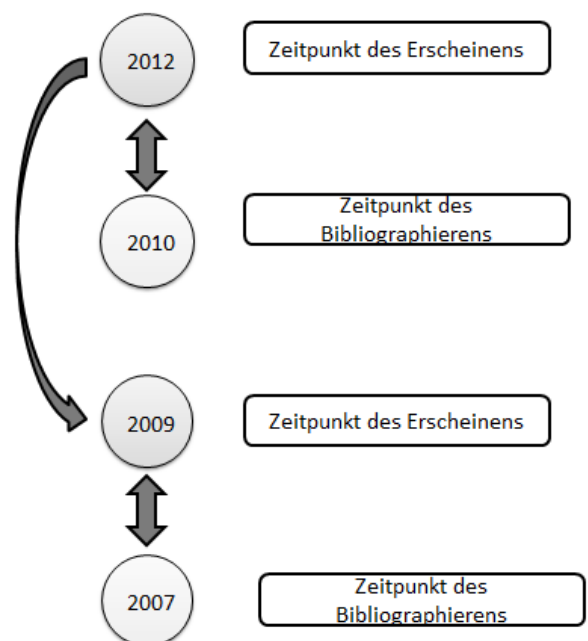 2012
Zeitpunkt des Erscheinens
2010
Zeitpunkt des
Bibliographierens
2009
Zeitpunkt des Erscheinens
2007
Zeitpunkt des
Bibliographierens